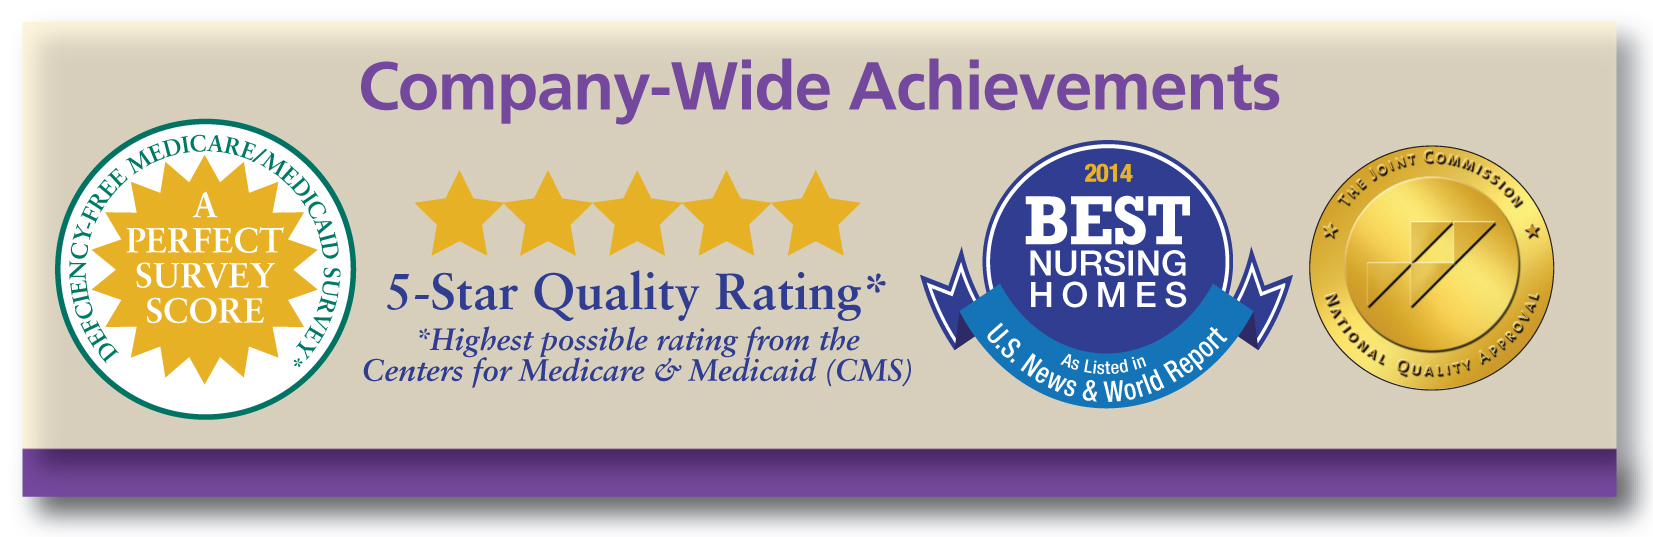 Company-Wide Achievements
DEFICIENCY-FREE MEDICARE/MEDICAID SURVEY*
A
PERFECT
SURVEY
SCORE
5-Star Quality Rating*
*Highest possible rating from the
Centers for Medicare & Medicaid (CMS)
2014
BEST
NURSING
HOMES
As Listed in
U.S. News & World Report
THE JOINT COMMISSION
NATIONAL QUALITY APPROVAL